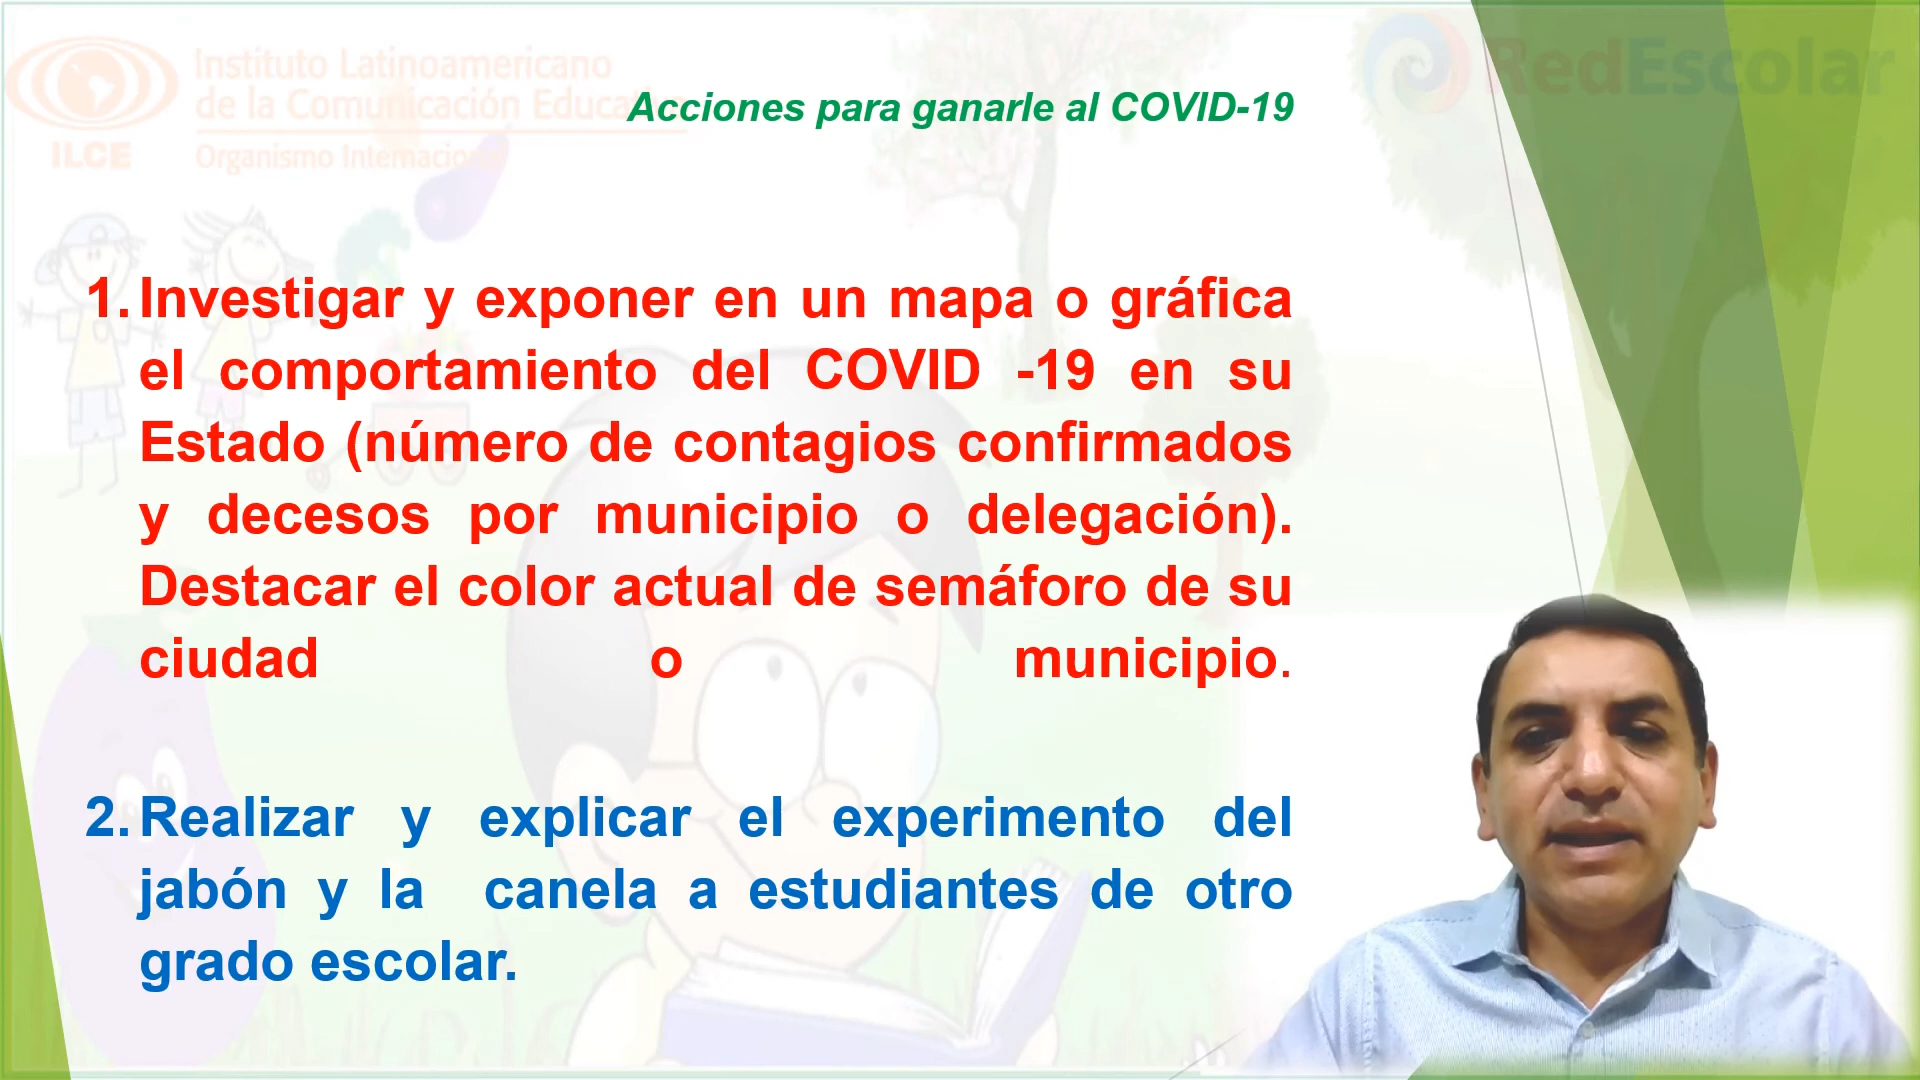 Instituto Latinoamericano
de la Comunicación Educa
Organismo Internacional
ILCE
RedEscolar
Acciones para ganarle al COVID-19
1. Investigar y exponer en un mapa o gráfica
el comportamiento del COVID -19 en su
Estado (número de contagios confirmados
y decesos por municipio o delegación).
Destacar el color actual de semáforo de su
ciudad o municipio.
2. Realizar y explicar el experimento del
jabón y la canela a estudiantes de otro
grado escolar.